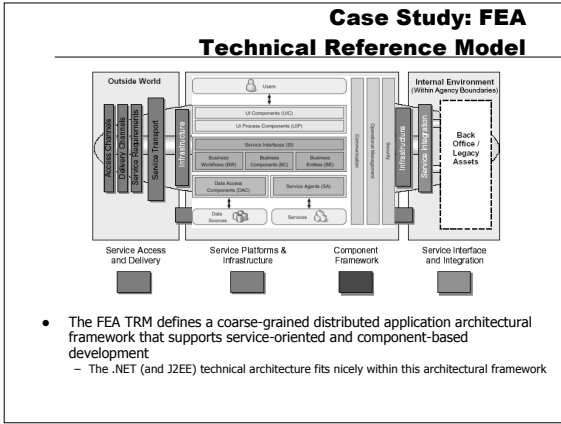 Case Study: FEA
Technical Reference Model
Outside World
Internal Environment
(Within Agency Boundaries)
Access Channels
Delivery Channels
Service Requirements
Service Transport
Infrastructure
Users
UI Components (UIC)
UI Process Components (UIP)
Service Interfaces (SI)
Business
Workflows (BW)
Business
Components (BC)
Business
Entities (BE)
Data Access
Components (DAC)
Service Agents (SA)
Data
Sources
Services
Communication
Operational Management
Security
Infrastructure
Service Integration
Back
Office /
Legacy
Assets
Service Access
and Delivery
Service Platforms &
Infrastructure
Component
Framework
Service Interface
and Integration
● The FEA TRM defines a coarse-grained distributed application architectural
framework that supports service-oriented and component-based
development
– The .NET (and J2EE) technical architecture fits nicely within this architectural framework